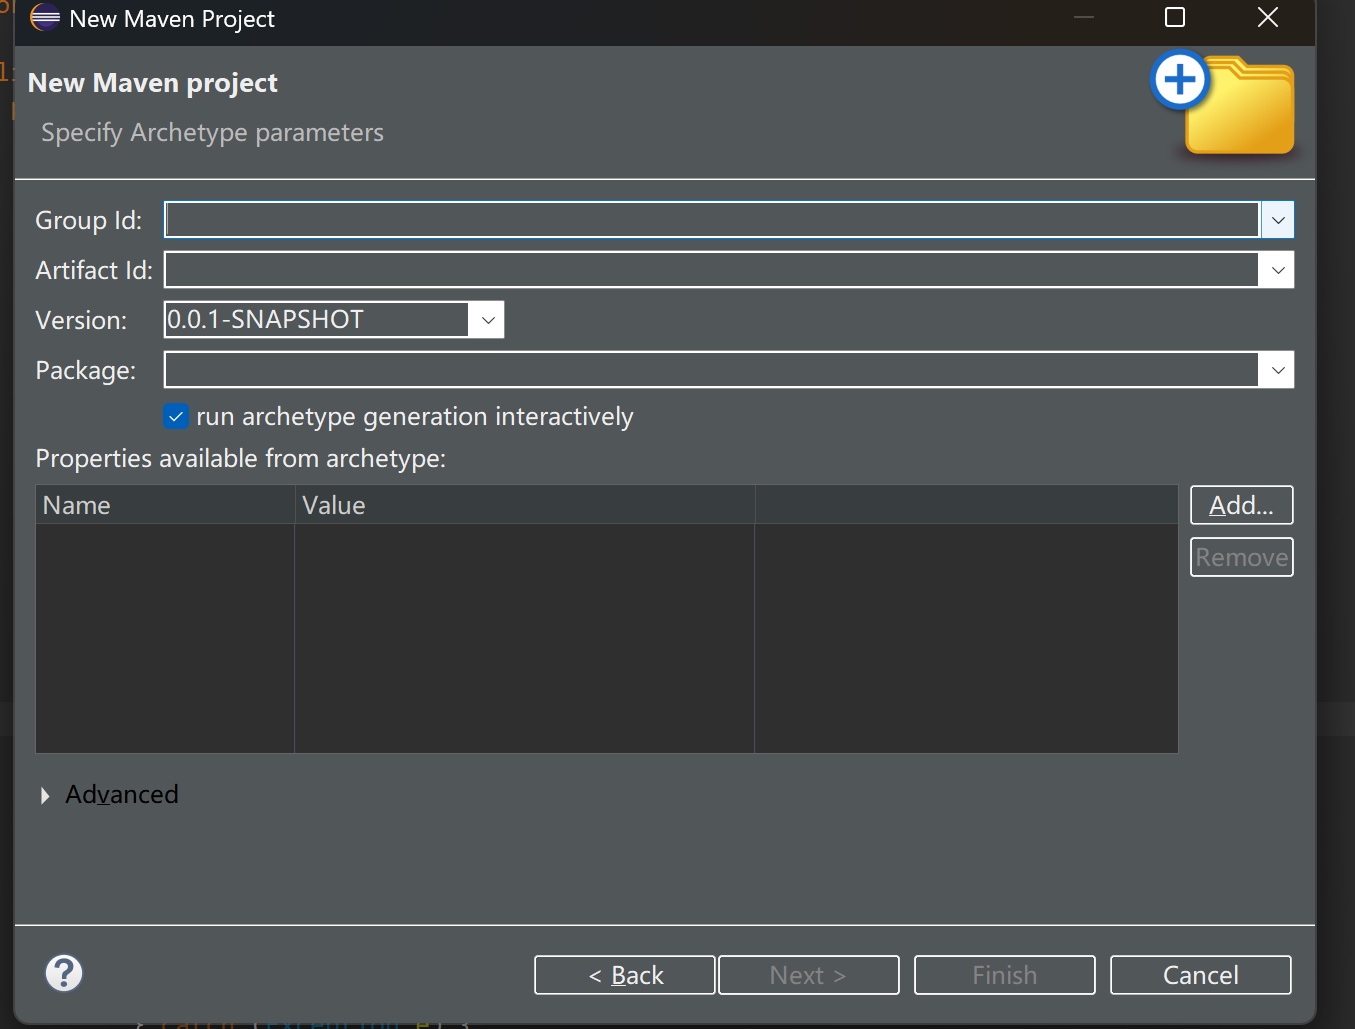 New Maven Project
New Maven project
Specify Archetype parameters
Group Id:
Artifact Id:
Version: 0.0.1-SNAPSHOT
Package:
run archetype generation interactively
Properties available from archetype:
Name Value
Add...
Remove
Advanced
< Back Next > Finish Cancel